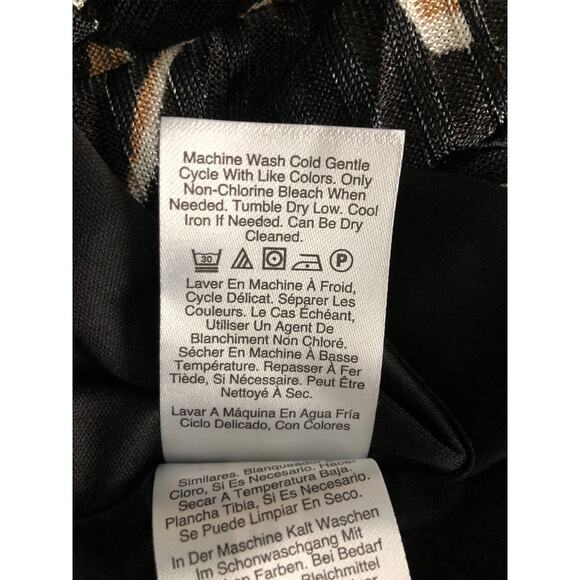 Machine Wash Cold Gentle
Cycle With Like Colors. Only
Non-Chlorine Bleach When
Needed. Tumble Dry Low. Cool
Iron If Needed. Can Be Dry
Cleaned.
30 P
Laver En Machine À Froid,
Cycle Délicat. Séparer Les
Couleurs. Le Cas Échéant,
Utiliser Un Agent De
Blanchiment Non Chloré.
Sécher En Machine À Basse
Température. Repasser À Fer
Tiède, Si Nécessaire. Peut Être
Nettoyé À Sec.
Lavar A Máquina En Agua Fría
Ciclo Delicado, Con Colores
Similares. Blanqueador
Cloro, Si Es Necesario. Hacer
Secar A Temperatura Baja.
Plancha Tibia, Si Es Necesario.
Se Puede Limpiar En Seco.
In Der Maschine Kalt Waschen
Im Schonwaschgang Mit
en Farben. Bei Bedarf
Bleichmittel